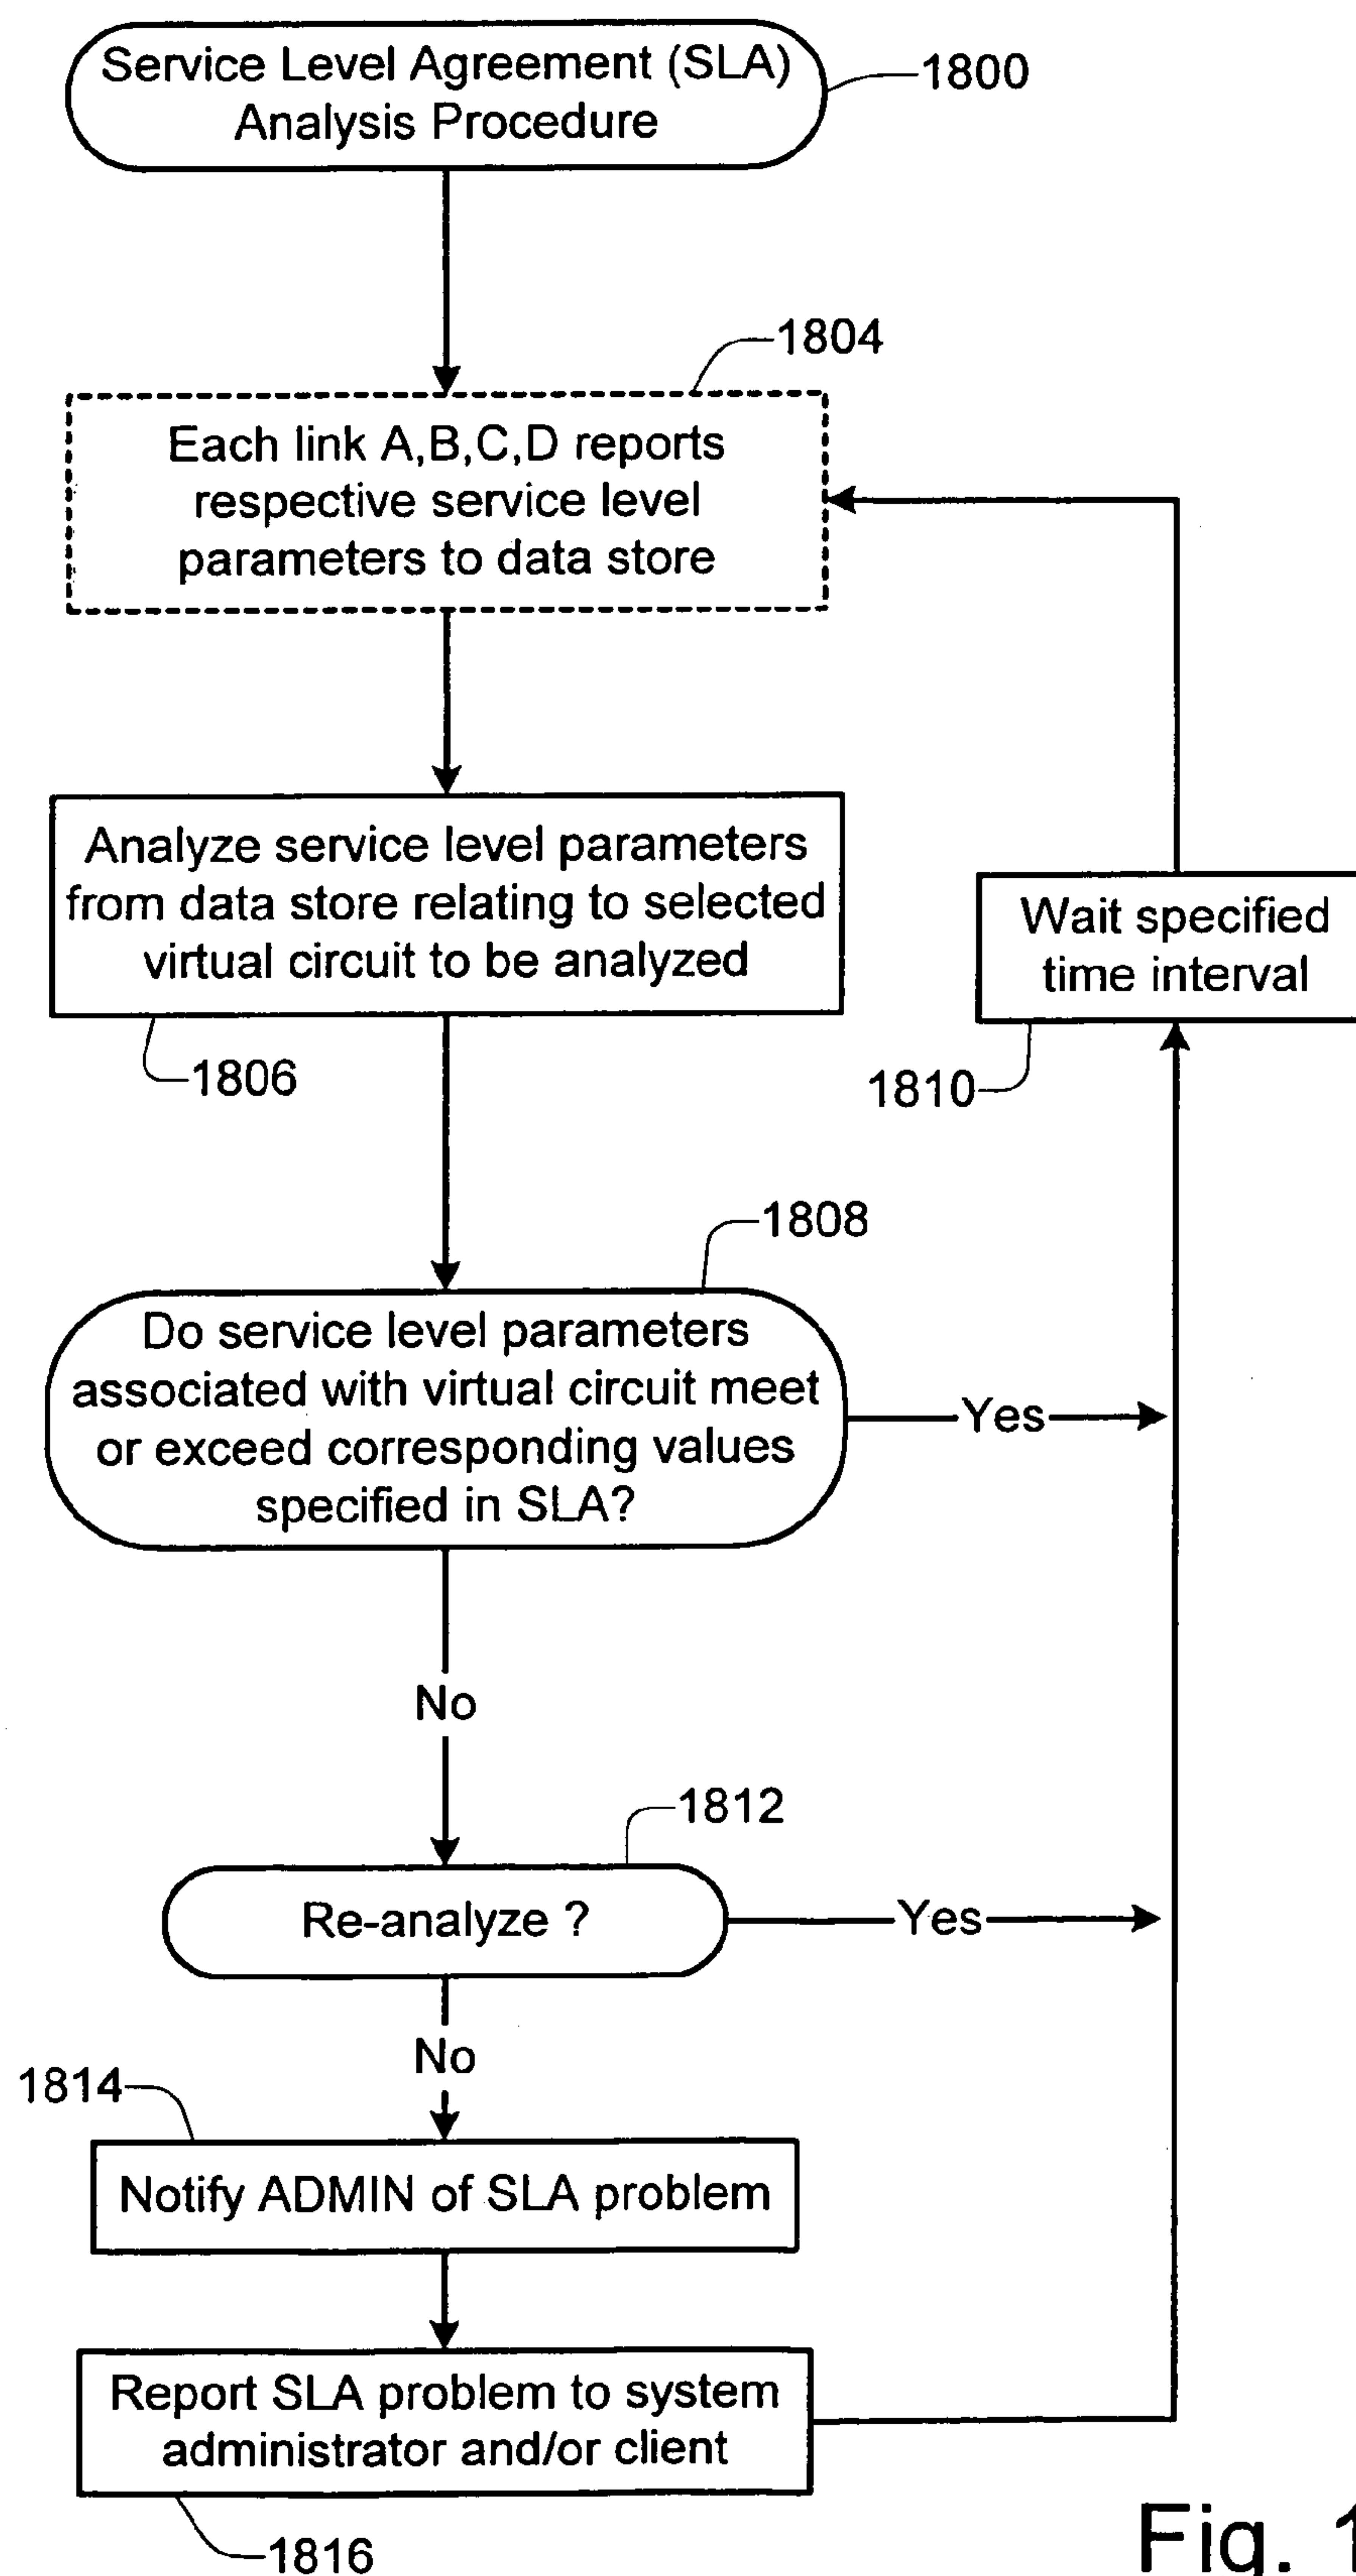 Service Level Agreement (SLA)
Analysis Procedure
1800
1804
Each link A,B,C,D reports
respective service level
parameters to data store
Analyze service level parameters
from data store relating to selected
virtual circuit to be analyzed
1806
Wait specified
time interval
1810
1808
Do service level parameters
associated with virtual circuit meet
or exceed corresponding values
specified in SLA?
Yes
No
1812
Re-analyze ?
Yes
No
1814
Notify ADMIN of SLA problem
Report SLA problem to system
administrator and/or client
1816
Fig. 1